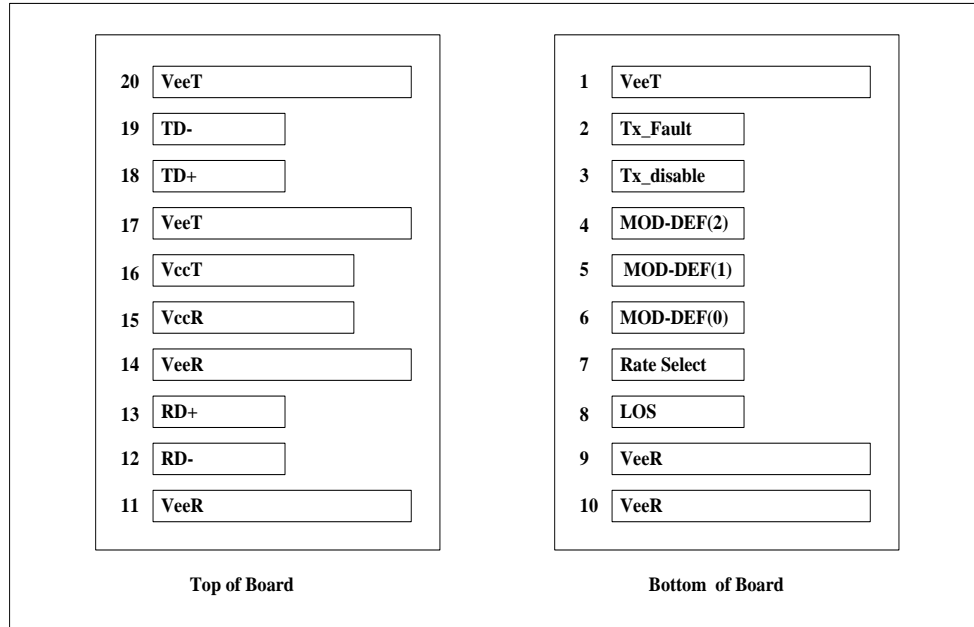 20 VeeT
19 TD-
18 TD+
17 VeeT
16 VccT
15 VccR
14 VeeR
13 RD+
12 RD-
11 VeeR
Top of Board
1 VeeT
2 Tx_Fault
3 Tx_disable
4 MOD-DEF(2)
5 MOD-DEF(1)
6 MOD-DEF(0)
7 Rate Select
8 LOS
9 VeeR
10 VeeR
Bottom of Board